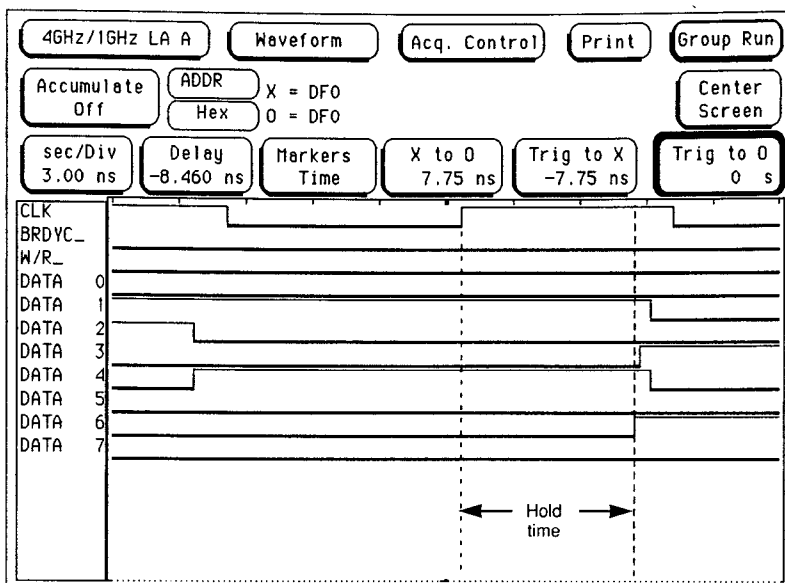 4GHz/1GHz LA A Waveform Acq. Control Print Group Run
Accumulate Off ADDR Hex X = DF0 O = DF0 Center Screen
sec/Div 3.00 ns Delay -8.460 ns Markers Time X to O 7.75 ns Trig to X -7.75 ns Trig to O 0 s
CLK
BRDYC_
W/R_
DATA 0
DATA 1
DATA 2
DATA 3
DATA 4
DATA 5
DATA 6
DATA 7
Hold
time